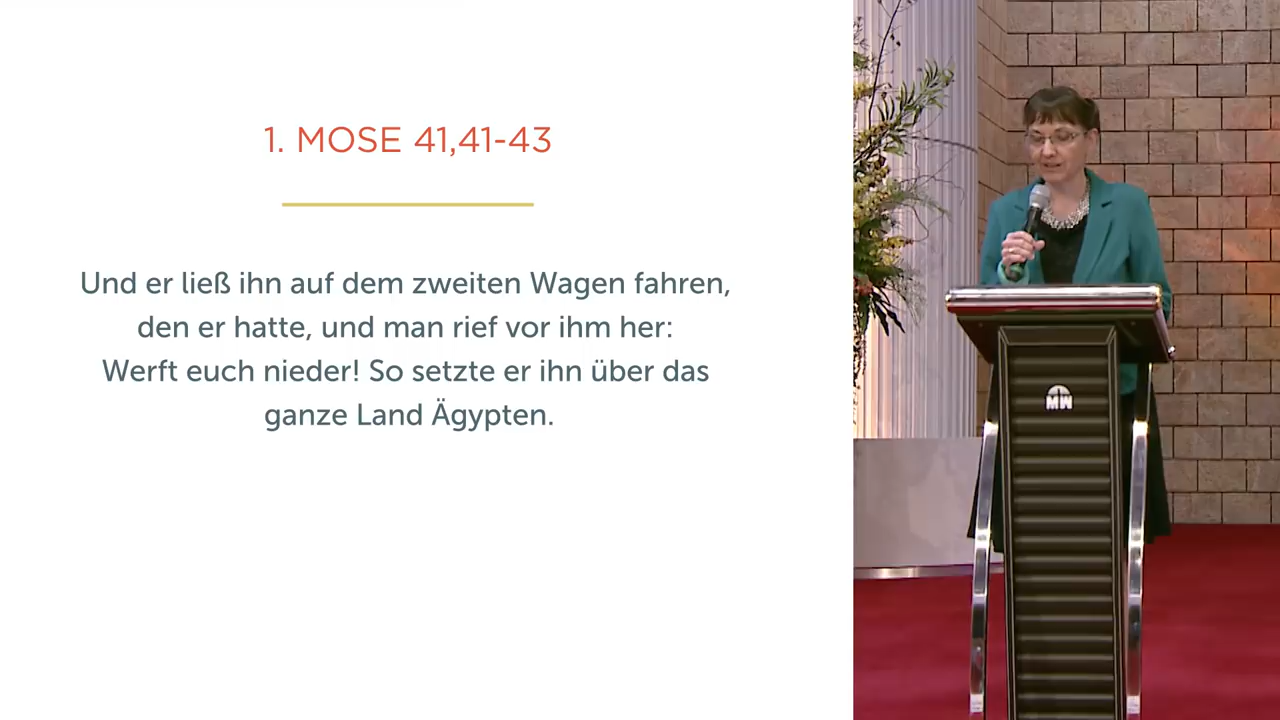 1. MOSE 41,41-43
Und er ließ ihn auf dem zweiten Wagen fahren,
den er hatte, und man rief vor ihm her:
Werft euch nieder! So setzte er ihn über das
ganze Land Ägypten.
MW